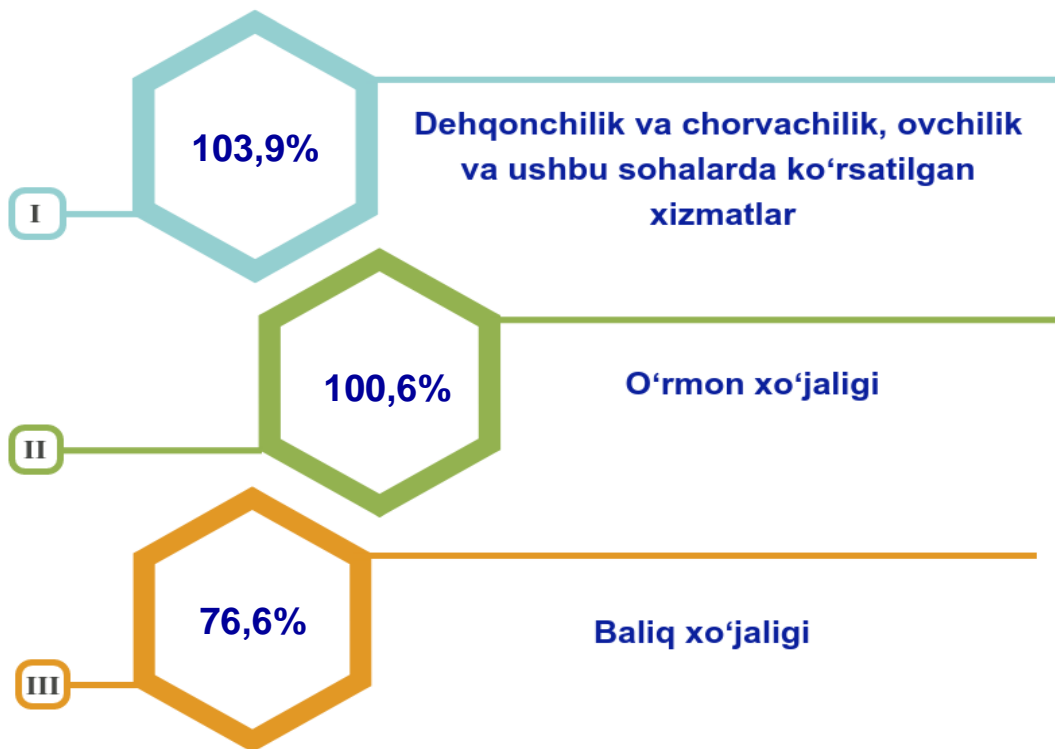 103,9%
Dehqonchilik va chorvachilik, ovchilik
va ushbu sohalarda ko‘rsatilgan
xizmatlar
I
100,6%
O‘rmon xo‘jaligi
II
76,6%
Baliq xo‘jaligi
III